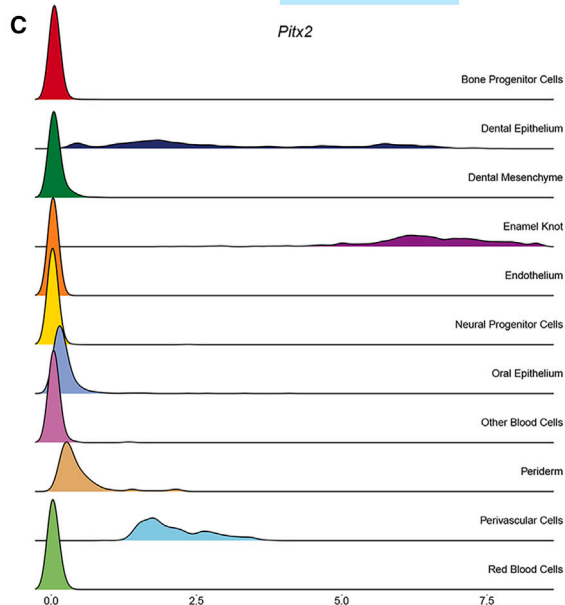 C
Pitx2
Bone Progenitor Cells
Dental Epithelium
Dental Mesenchyme
Enamel Knot
Endothelium
Neural Progenitor Cells
Oral Epithelium
Other Blood Cells
Periderm
Perivascular Cells
Red Blood Cells
0.0 2.5 5.0 7.5